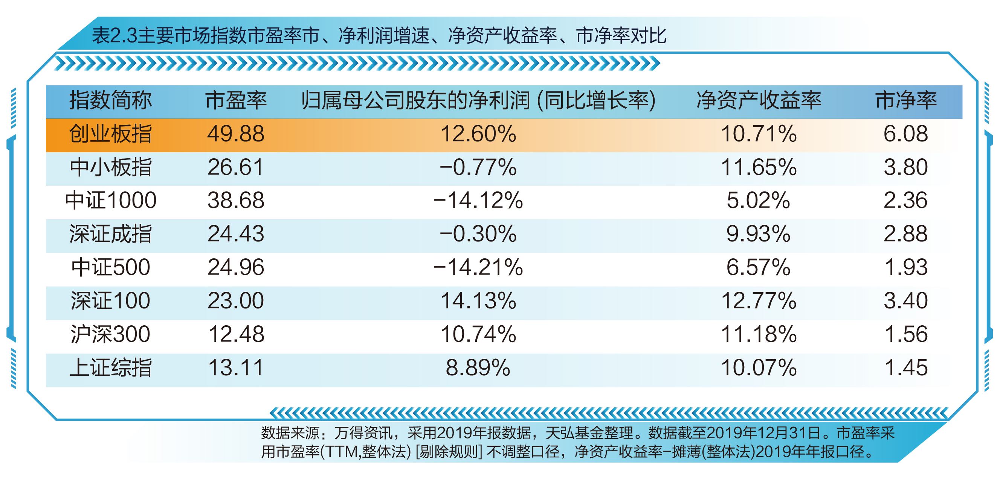 表2.3主要市场指数市盈率市、净利润增速、净资产收益率、市净率对比
指数简称 市盈率 归属母公司股东的净利润 (同比增长率) 净资产收益率 市净率
创业板指 49.88 12.60% 10.71% 6.08
中小板指 26.61 −0.77% 11.65% 3.80
中证1000 38.68 −14.12% 5.02% 2.36
深证成指 24.43 −0.30% 9.93% 2.88
中证500 24.96 −14.21% 6.57% 1.93
深证100 23.00 14.13% 12.77% 3.40
沪深300 12.48 10.74% 11.18% 1.56
上证综指 13.11 8.89% 10.07% 1.45
数据来源：万得资讯，采用2019年报数据，天弘基金整理。数据截至2019年12月31日。市盈率采
用市盈率(TTM,整体法) [剔除规则] 不调整口径，净资产收益率−摊薄(整体法)2019年年报口径。